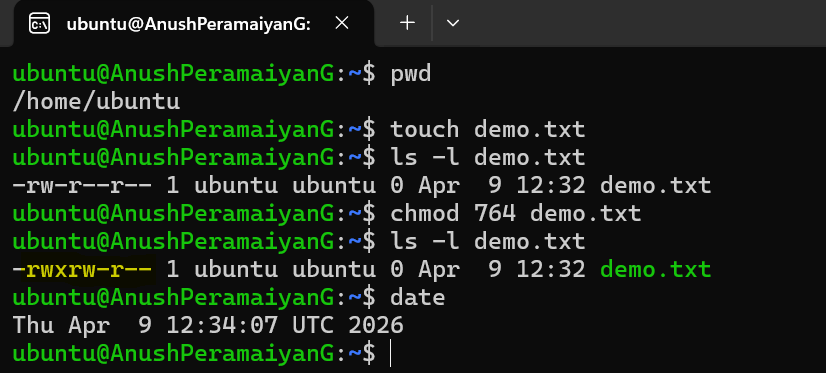 ubuntu@AnushPeramaiyanG:
ubuntu@AnushPeramaiyanG:~$ pwd
/home/ubuntu
ubuntu@AnushPeramaiyanG:~$ touch demo.txt
ubuntu@AnushPeramaiyanG:~$ ls -l demo.txt
-rw-r--r-- 1 ubuntu ubuntu 0 Apr  9 12:32 demo.txt
ubuntu@AnushPeramaiyanG:~$ chmod 764 demo.txt
ubuntu@AnushPeramaiyanG:~$ ls -l demo.txt
-rwxrw-r-- 1 ubuntu ubuntu 0 Apr  9 12:32 demo.txt
ubuntu@AnushPeramaiyanG:~$ date
Thu Apr  9 12:34:07 UTC 2026
ubuntu@AnushPeramaiyanG:~$